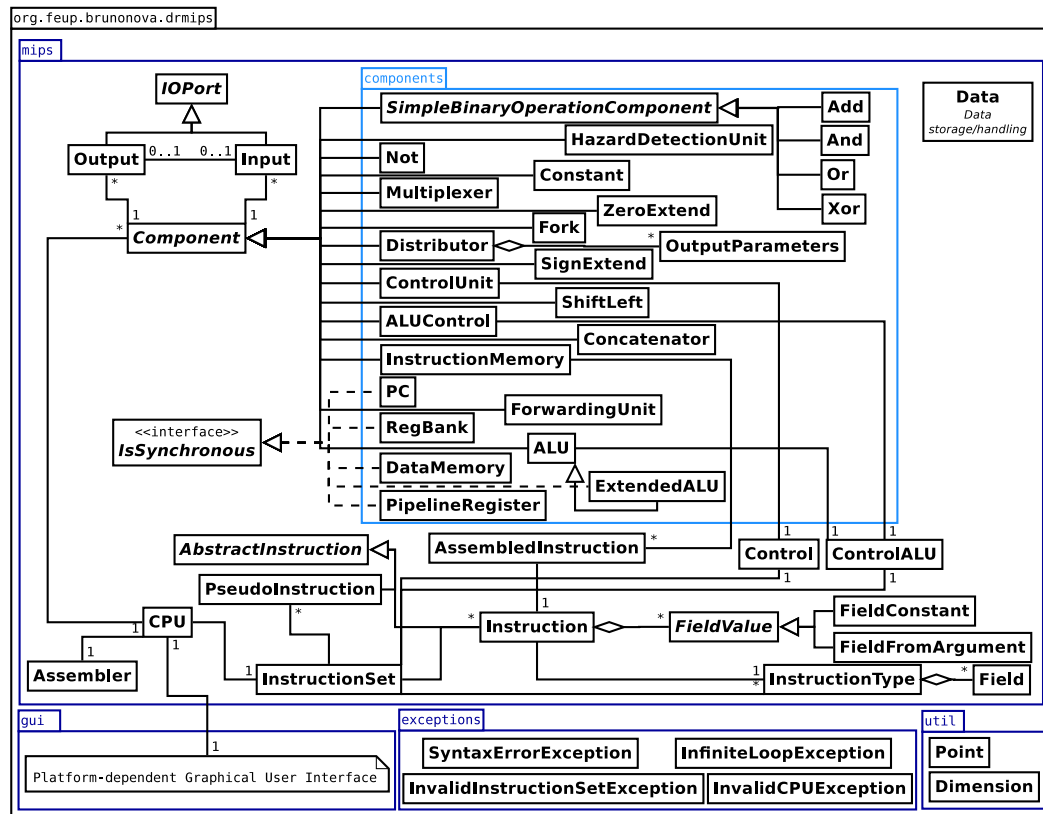 org.feup.brunonova.drmips
mips
components
IOPort
SimpleBinaryOperationComponent
Add
Data
Data
storage/handling
HazardDetectionUnit
And
Output
0..1
0..1
Input
Not
Constant
Or
*
*
Multiplexer
ZeroExtend
Xor
1
1
Fork
*
Component
Distributor
*
OutputParameters
SignExtend
ControlUnit
ShiftLeft
ALUControl
Concatenator
InstructionMemory
PC
ForwardingUnit
<<interface>>
IsSynchronous
RegBank
ALU
DataMemory
ExtendedALU
PipelineRegister
1
1
1
AbstractInstruction
AssembledInstruction
*
Control
ControlALU
PseudoInstruction
1
1
*
1
*
Instruction
*
FieldValue
FieldConstant
CPU
1
1
FieldFromArgument
1
Assembler
1
InstructionSet
1
*
InstructionType
*
Field
gui
1
Platform-dependent Graphical User Interface
exceptions
SyntaxErrorException
InfiniteLoopException
InvalidInstructionSetException
InvalidCPUException
util
Point
Dimension